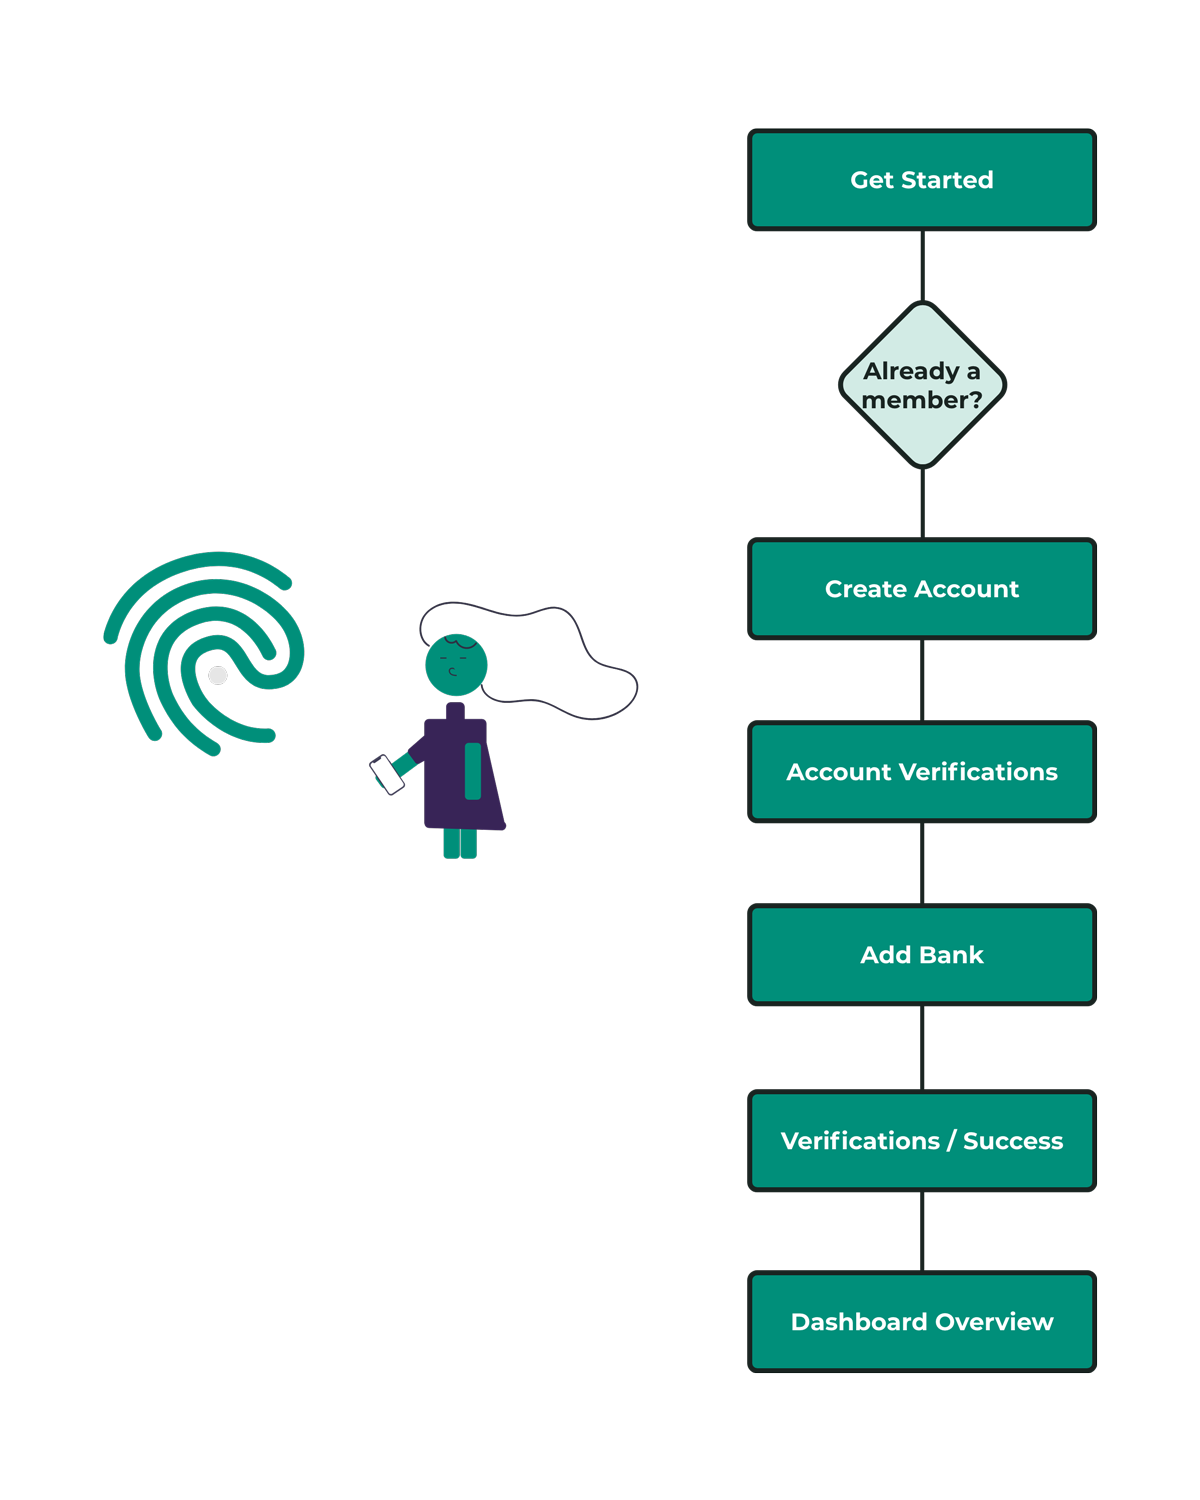 Get Started
Already a
member?
Create Account
Account Verifications
Add Bank
Verifications / Success
Dashboard Overview